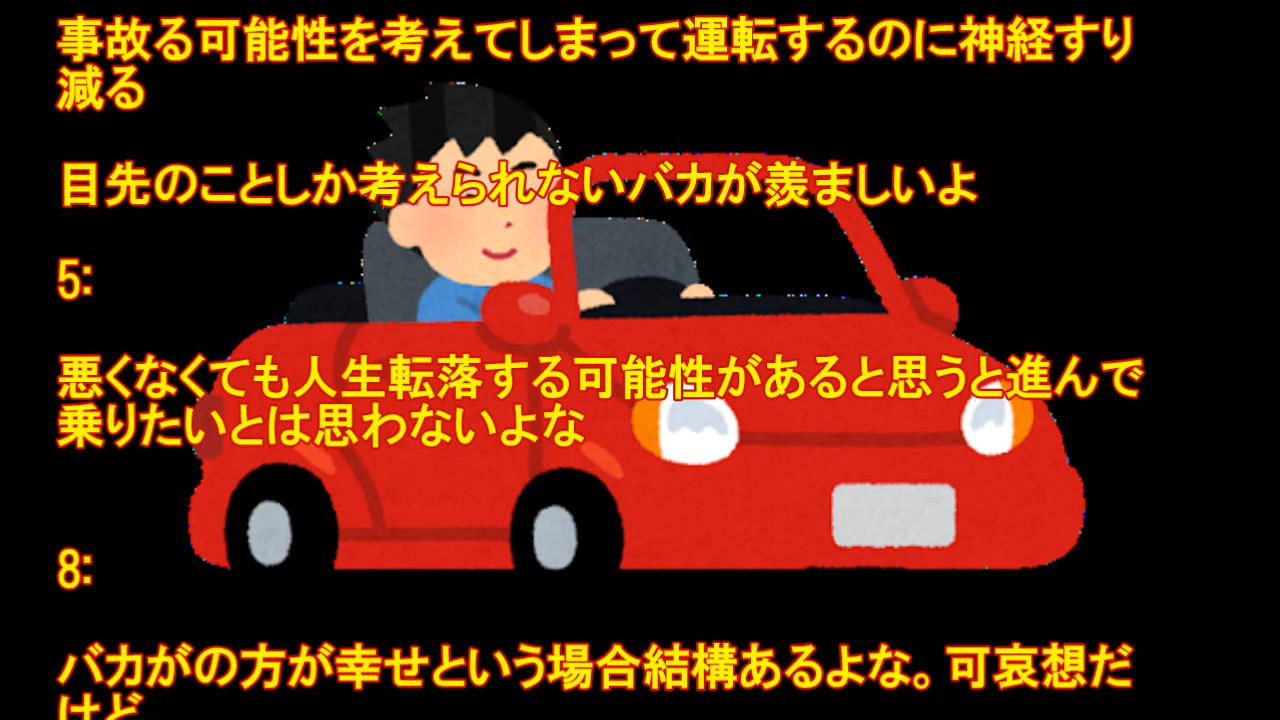 事故る可能性を考えてしまって運転するのに神経すり
減る
目先のことしか考えられないバカが羨ましいよ
5:
悪くなくても人生転落する可能性があると思うと進んで
乗りたいとは思わないよな
8:
バカがの方が幸せという場合結構あるよな。可哀想だ
けど